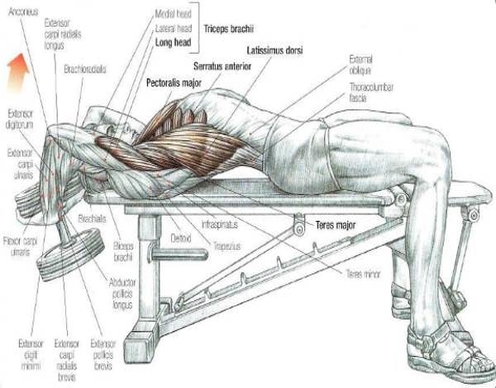 Anconeus
Extensor
carpi radialis
longus
Brachioradialis
Medial head
Lateral head
Long head
Triceps brachii
Latissimus dorsi
Serratus anterior
Pectoralis major
External
oblique
Thoracolumbar
fascia
Extensor
digitorum
Extensor
carpi
ulnaris
Flexor carpi
ulnaris
Brachialis
Biceps
brachii
Deltoid
Infraspinatus
Trapezius
Teres major
Teres minor
Abductor
pollicis
longus
Extensor
digiti
minimi
Extensor
carpi
radialis
brevis
Extensor
pollicis
brevis